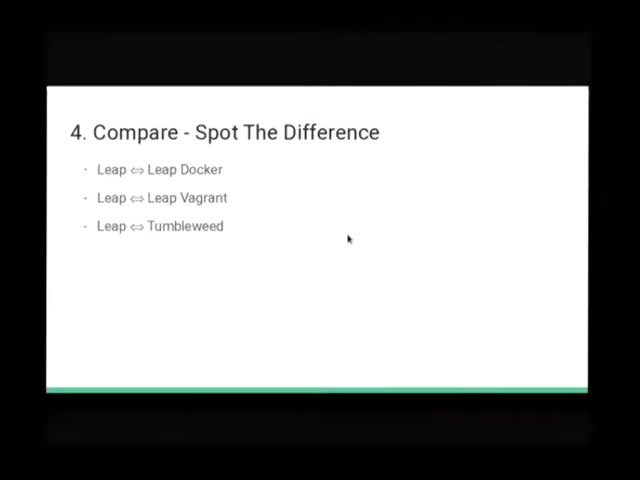 4. Compare - Spot The Difference
- Leap ⇔ Leap Docker
- Leap ⇔ Leap Vagrant
- Leap ⇔ Tumbleweed